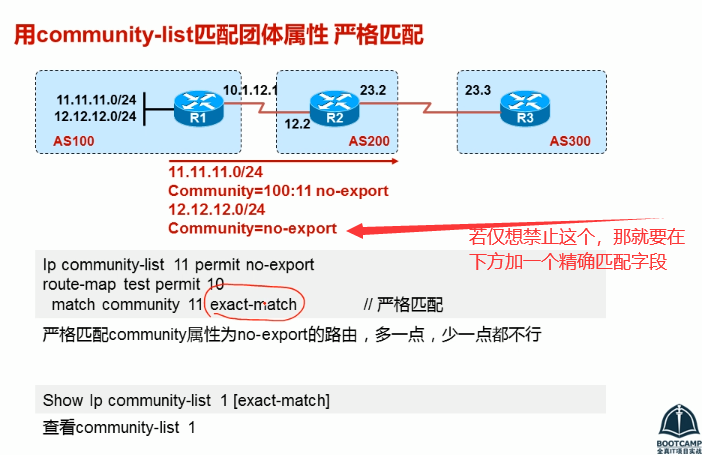 用community-list匹配团体属性 严格匹配
11.11.11.0/24
12.12.12.0/24
R1
AS100
10.1.12.1
12.2
23.2
R2
AS200
23.3
R3
AS300
11.11.11.0/24
Community=100:11 no-export
12.12.12.0/24
Community=no-export
若仅想禁止这个，那就要在
下方加一个精确匹配字段
Ip community-list 11 permit no-export
route-map test permit 10
match community 11 exact-match // 严格匹配
严格匹配community属性为no-export的路由，多一点，少一点都不行
Show Ip community-list 1 [exact-match]
查看community-list 1
BOOTCAMP
全真IT项目实战